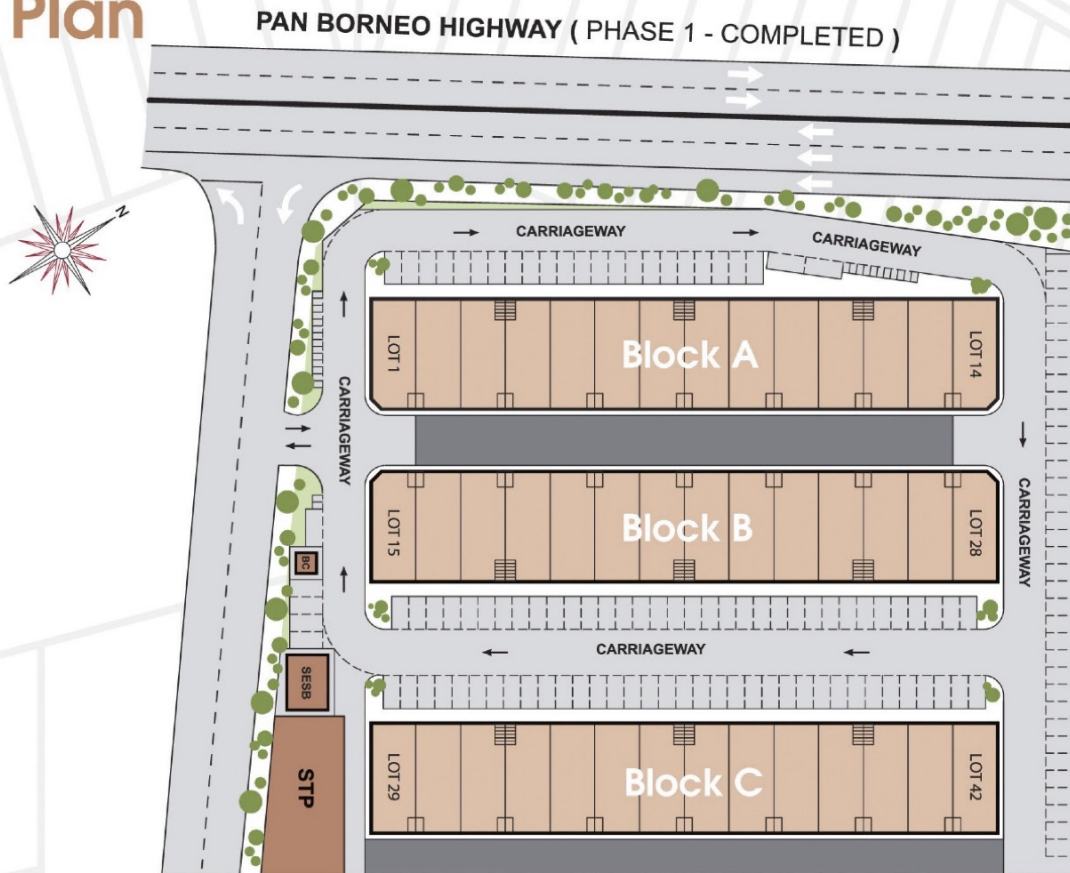 Plan
PAN BORNEO HIGHWAY ( PHASE 1 - COMPLETED )
N
CARRIAGEWAY
CARRIAGEWAY
LOT 1
Block A
LOT 14
CARRIAGEWAY
LOT 15
Block B
LOT 28
CARRIAGEWAY
BC
CARRIAGEWAY
SESB
STP
LOT 29
Block C
LOT 42